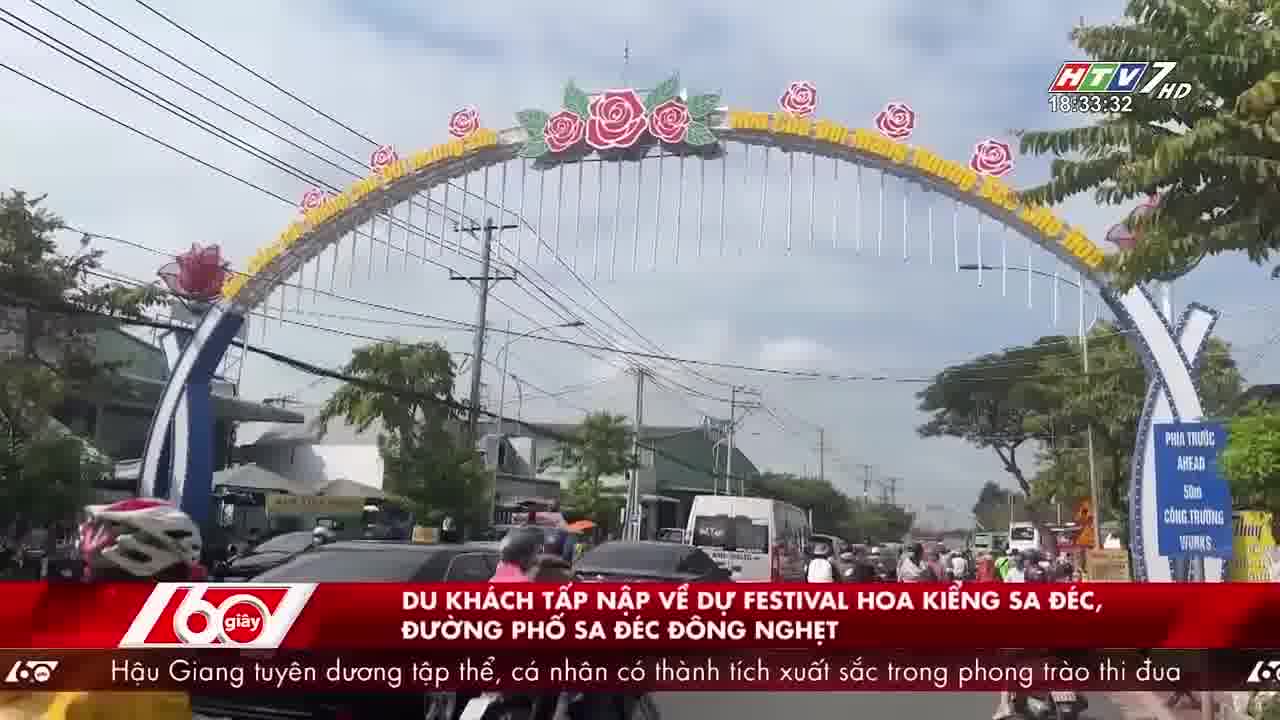 HTV7 HD
18:33:32
PHÍA TRƯỚC
AHEAD
50m
CÔNG TRƯỜNG
WORKS
60 giây
DU KHÁCH TẤP NẬP VỀ DỰ FESTIVAL HOA KIỂNG SA ĐÉC,
ĐƯỜNG PHỐ SA ĐÉC ĐÔNG NGHẸT
60 giây Hậu Giang tuyên dương tập thể, cá nhân có thành tích xuất sắc trong phong trào thi đua